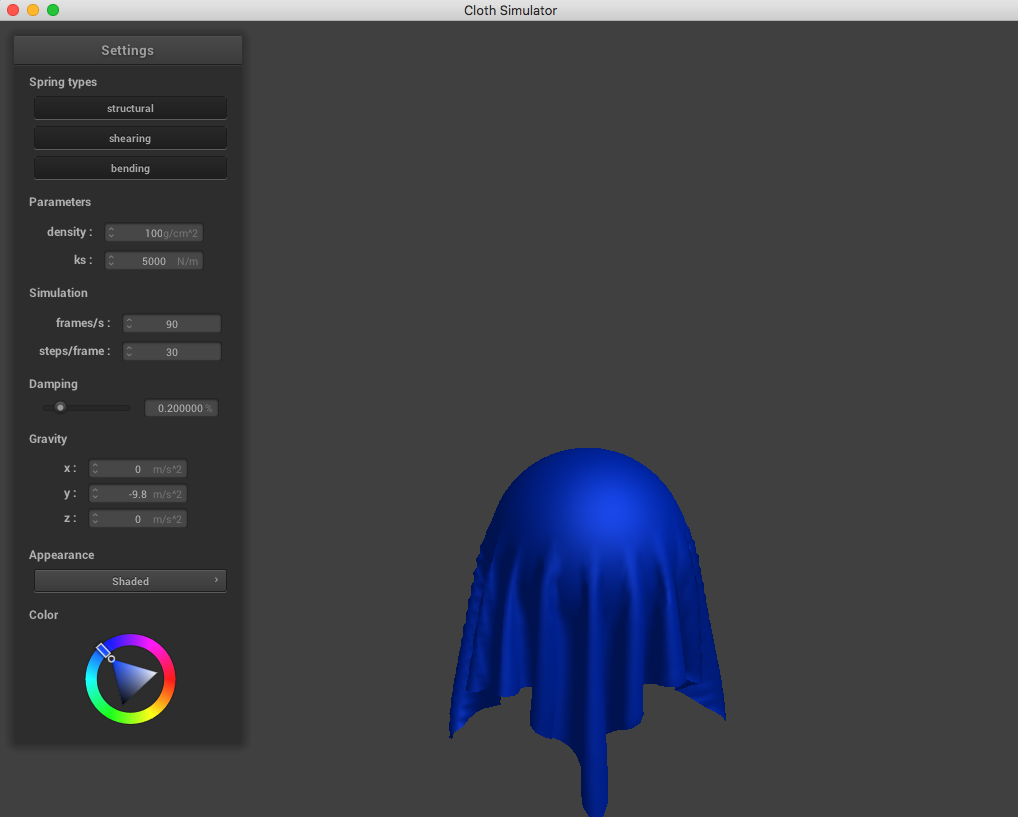 Cloth Simulator
Settings
Spring types
structural
shearing
bending
Parameters
density : 100 g/cm^2
ks : 5000 N/m
Simulation
frames/s : 90
steps/frame : 30
Damping
0.200000 %
Gravity
x : 0 m/s^2
y : -9.8 m/s^2
z : 0 m/s^2
Appearance
Shaded
Color